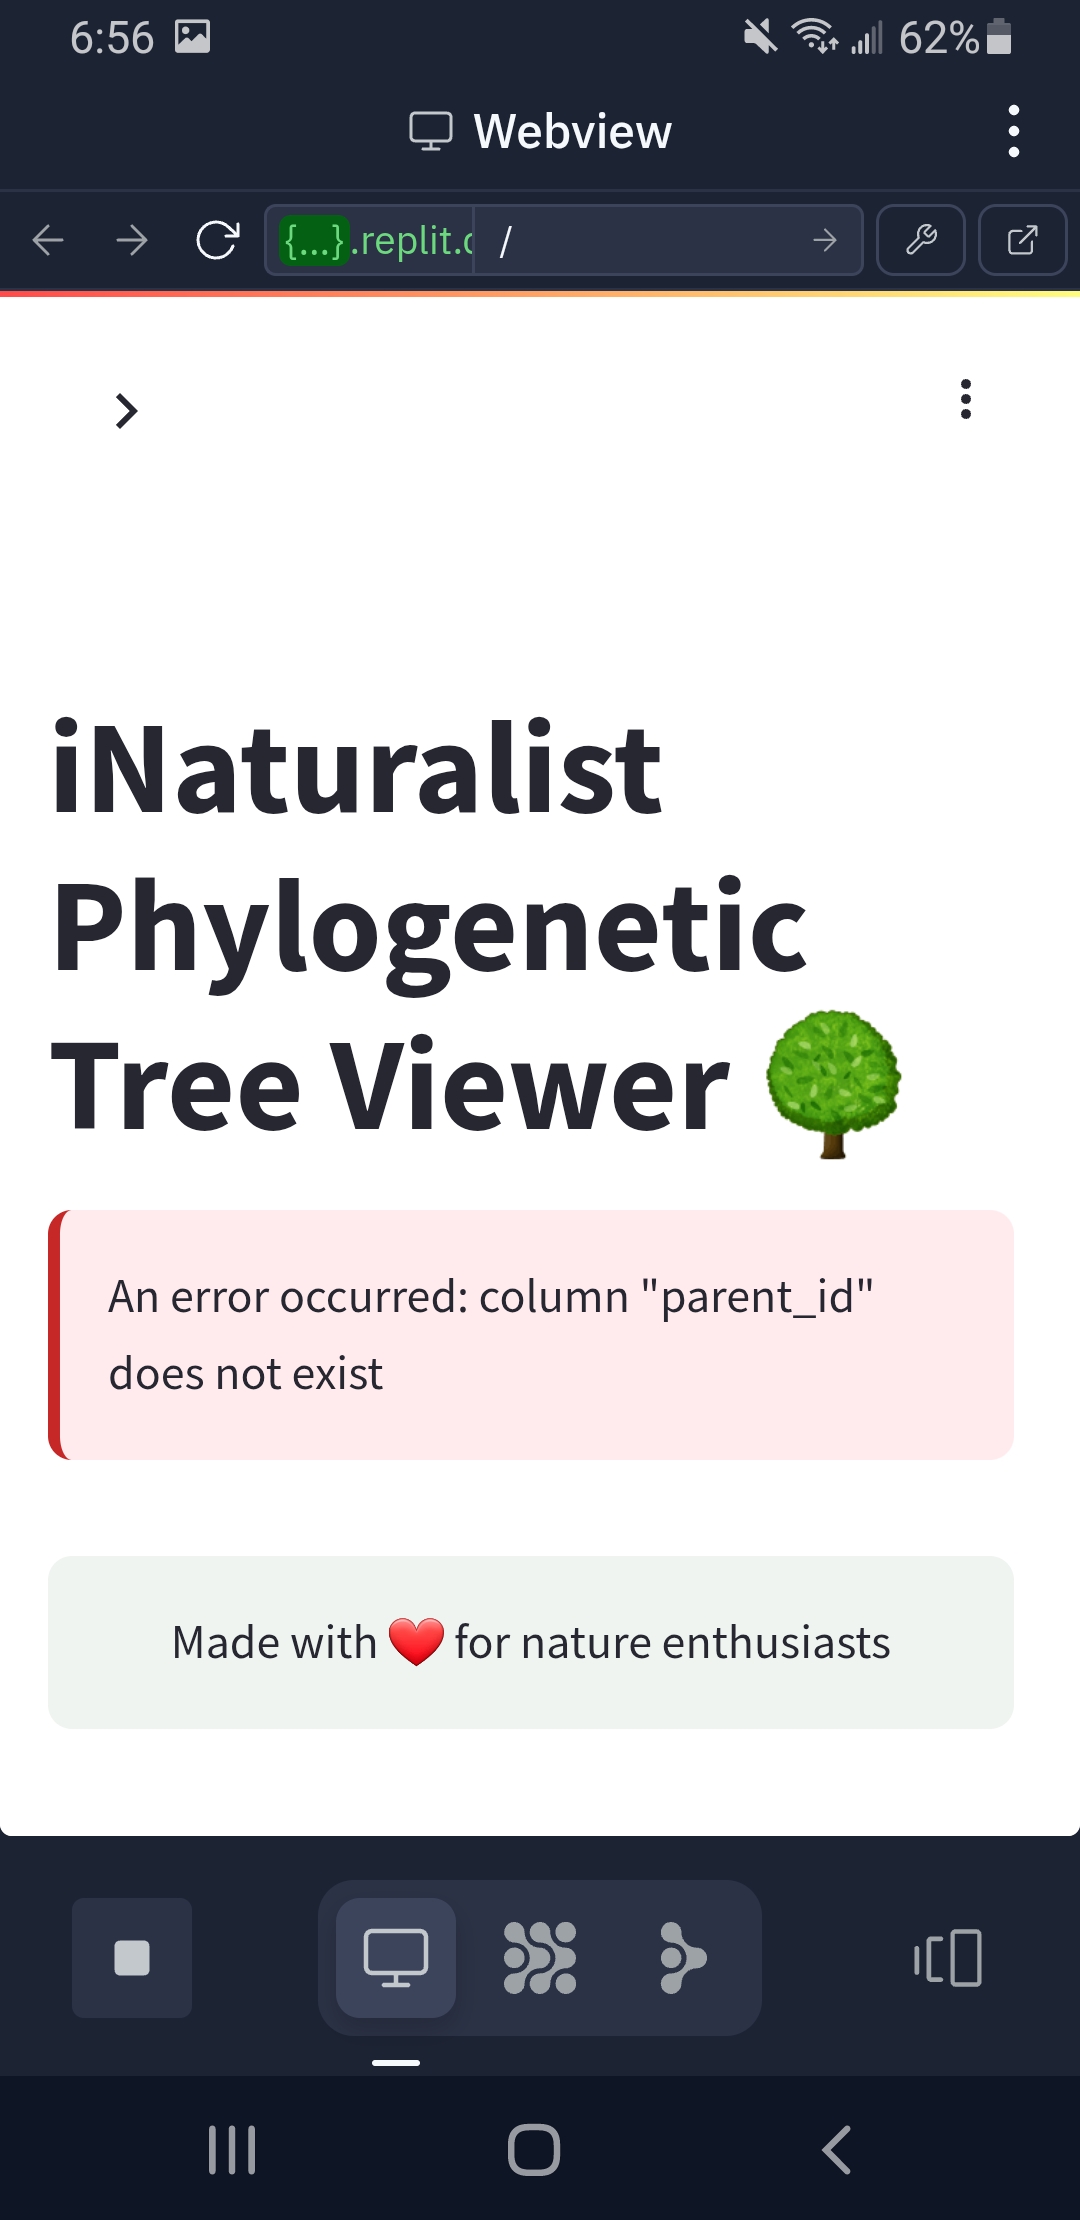 6:56
62%
Webview
{...}.replit.
/
iNaturalist
Phylogenetic
Tree Viewer
An error occurred: column "parent_id"
does not exist
Made with ❤️ for nature enthusiasts